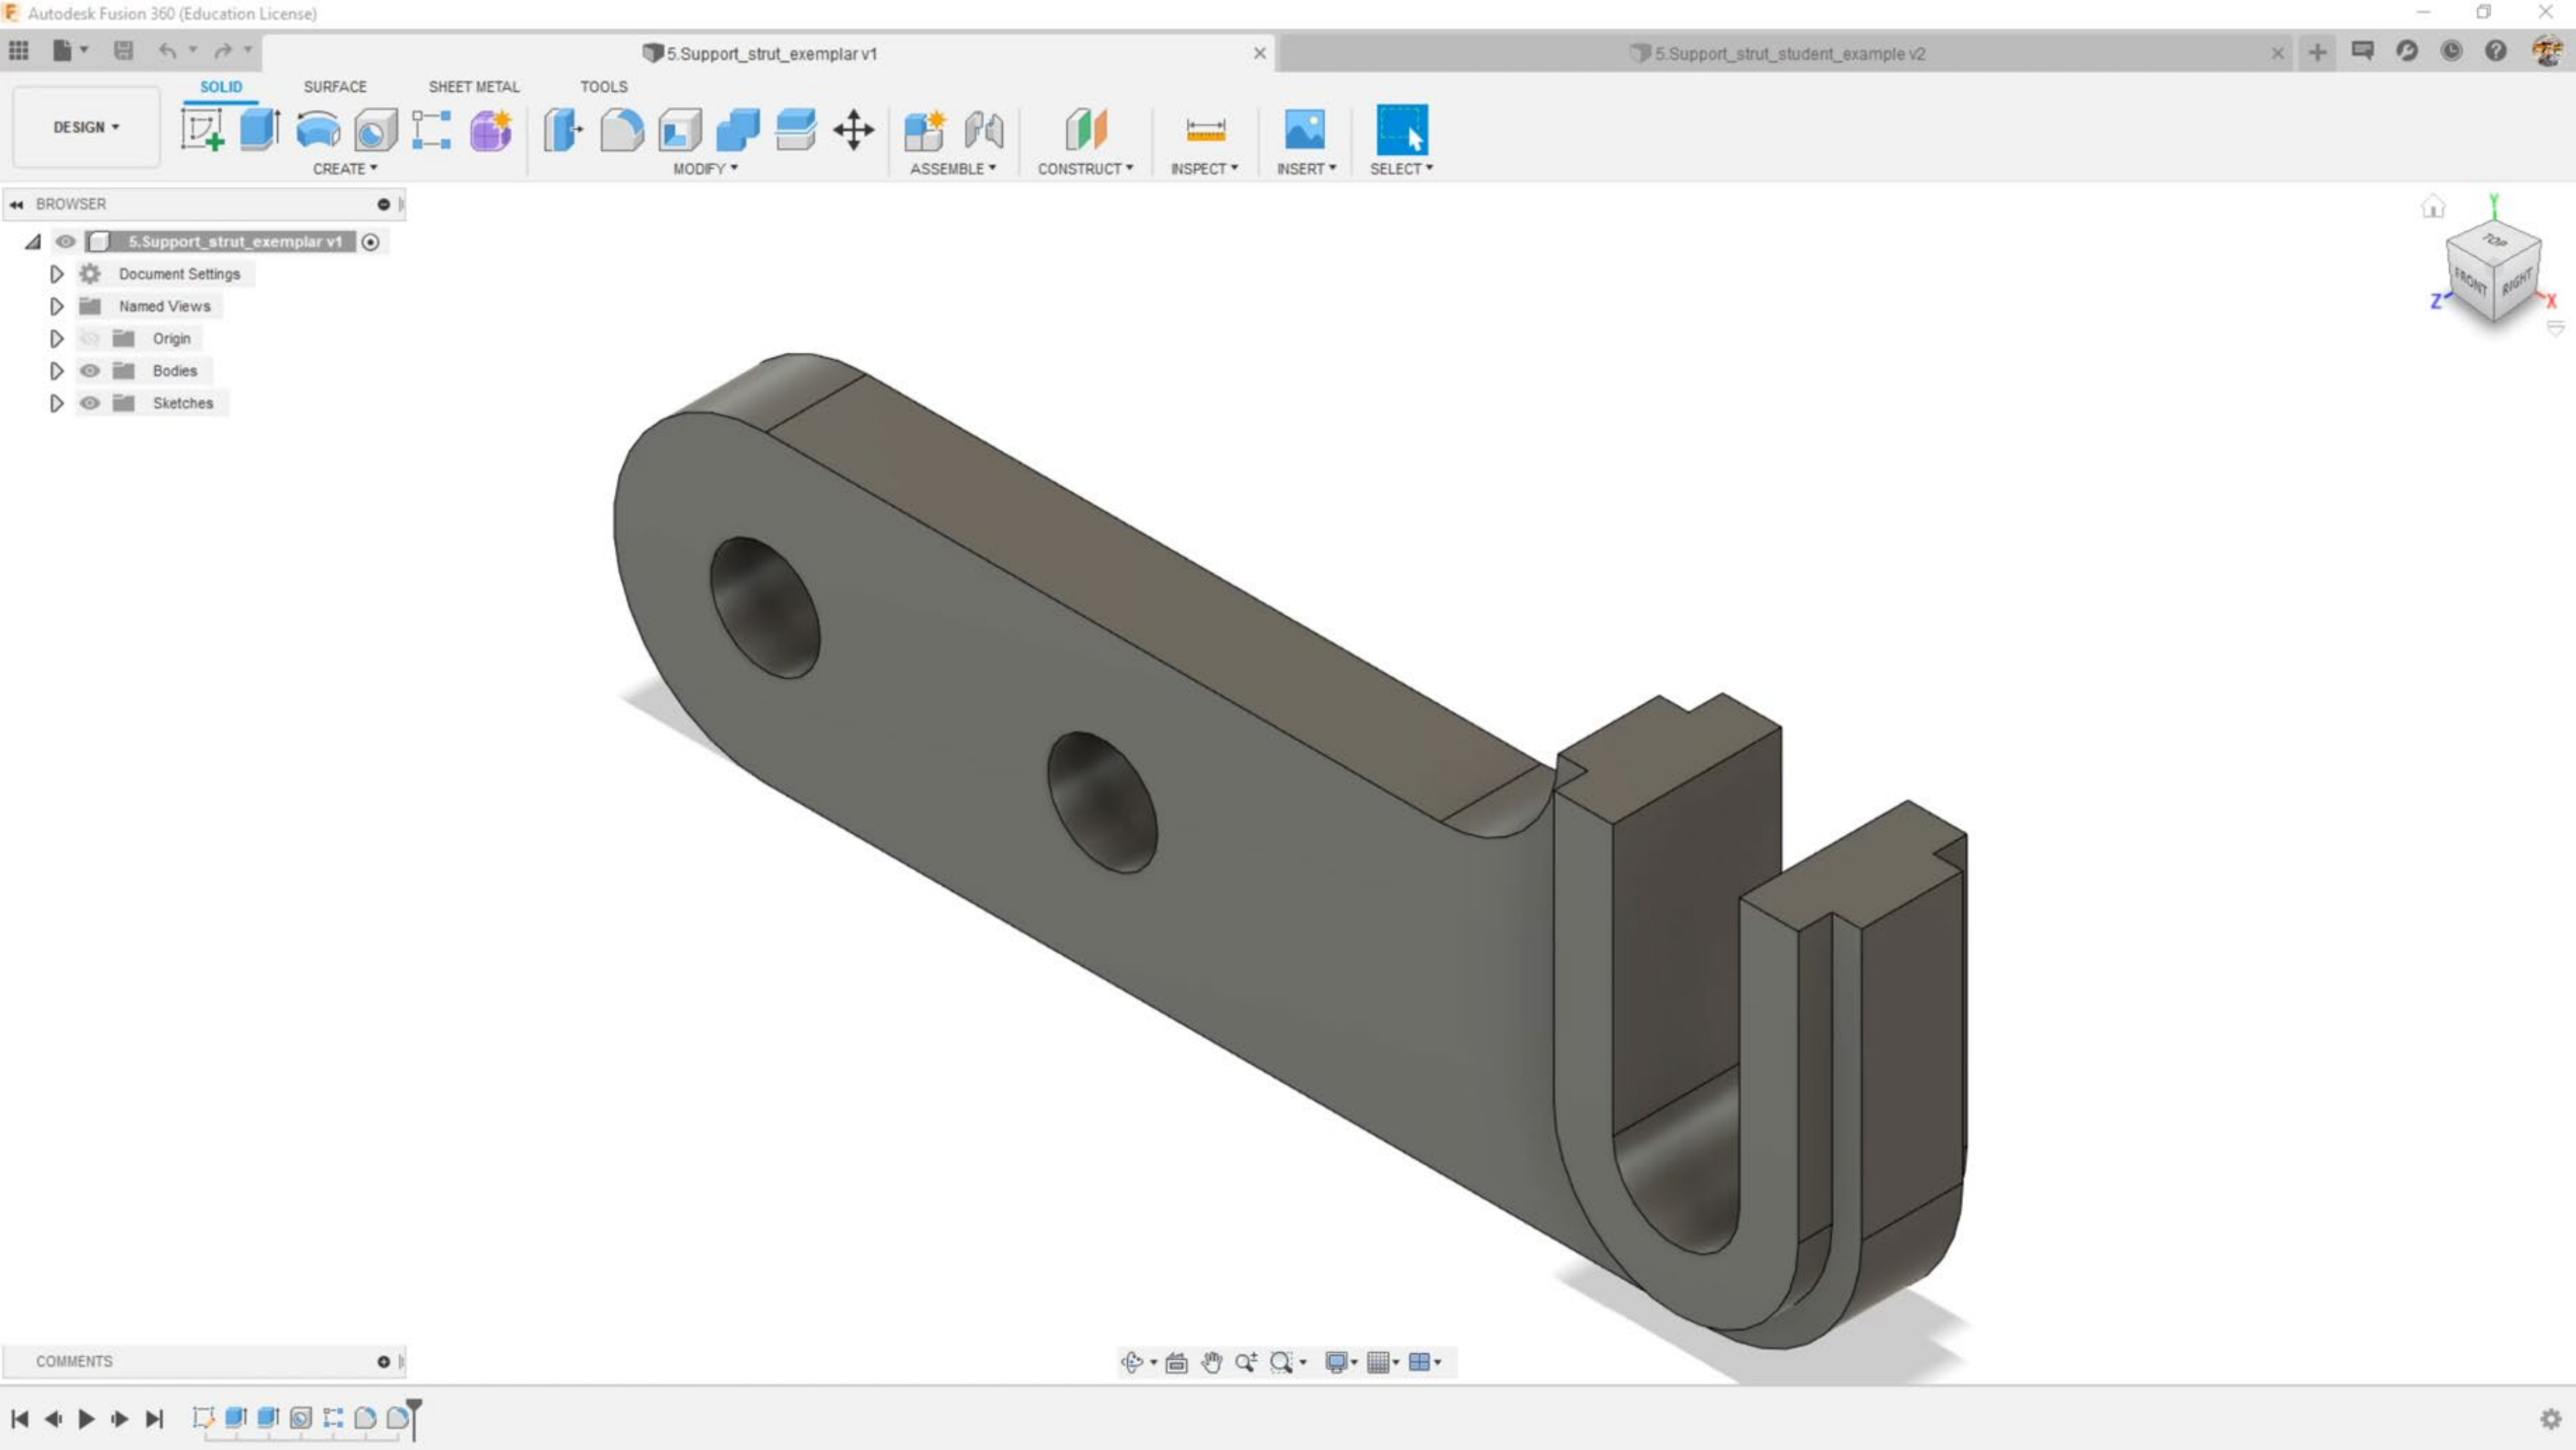 Autodesk Fusion 360 (Education License)
5.Support_strut_exemplar v1
5.Support_strut_student_example v2
SOLID SURFACE SHEET METAL TOOLS
DESIGN
CREATE MODIFY ASSEMBLE CONSTRUCT INSPECT INSERT SELECT
BROWSER
5.Support_strut_exemplar v1
Document Settings
Named Views
Origin
Bodies
Sketches
Y
TOP
FRONT
RIGHT
Z
X
COMMENTS